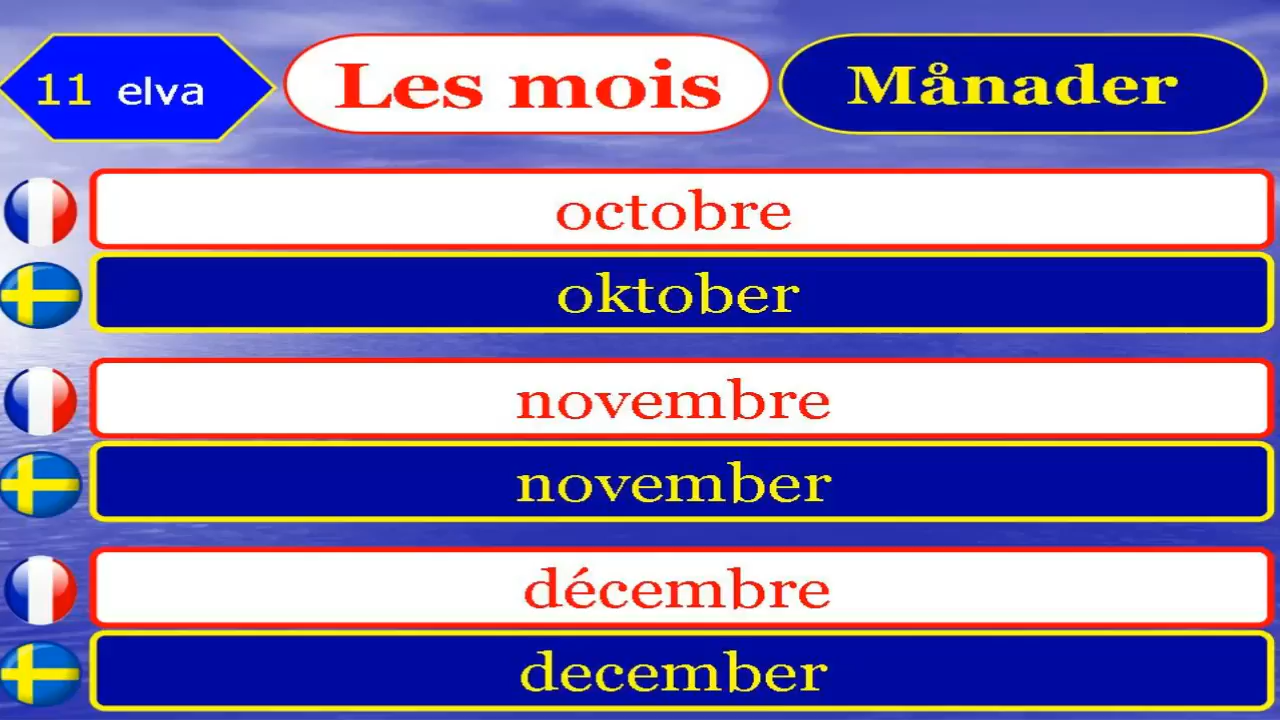 11 elva
Les mois
Månader
octobre
oktober
novembre
november
décembre
december